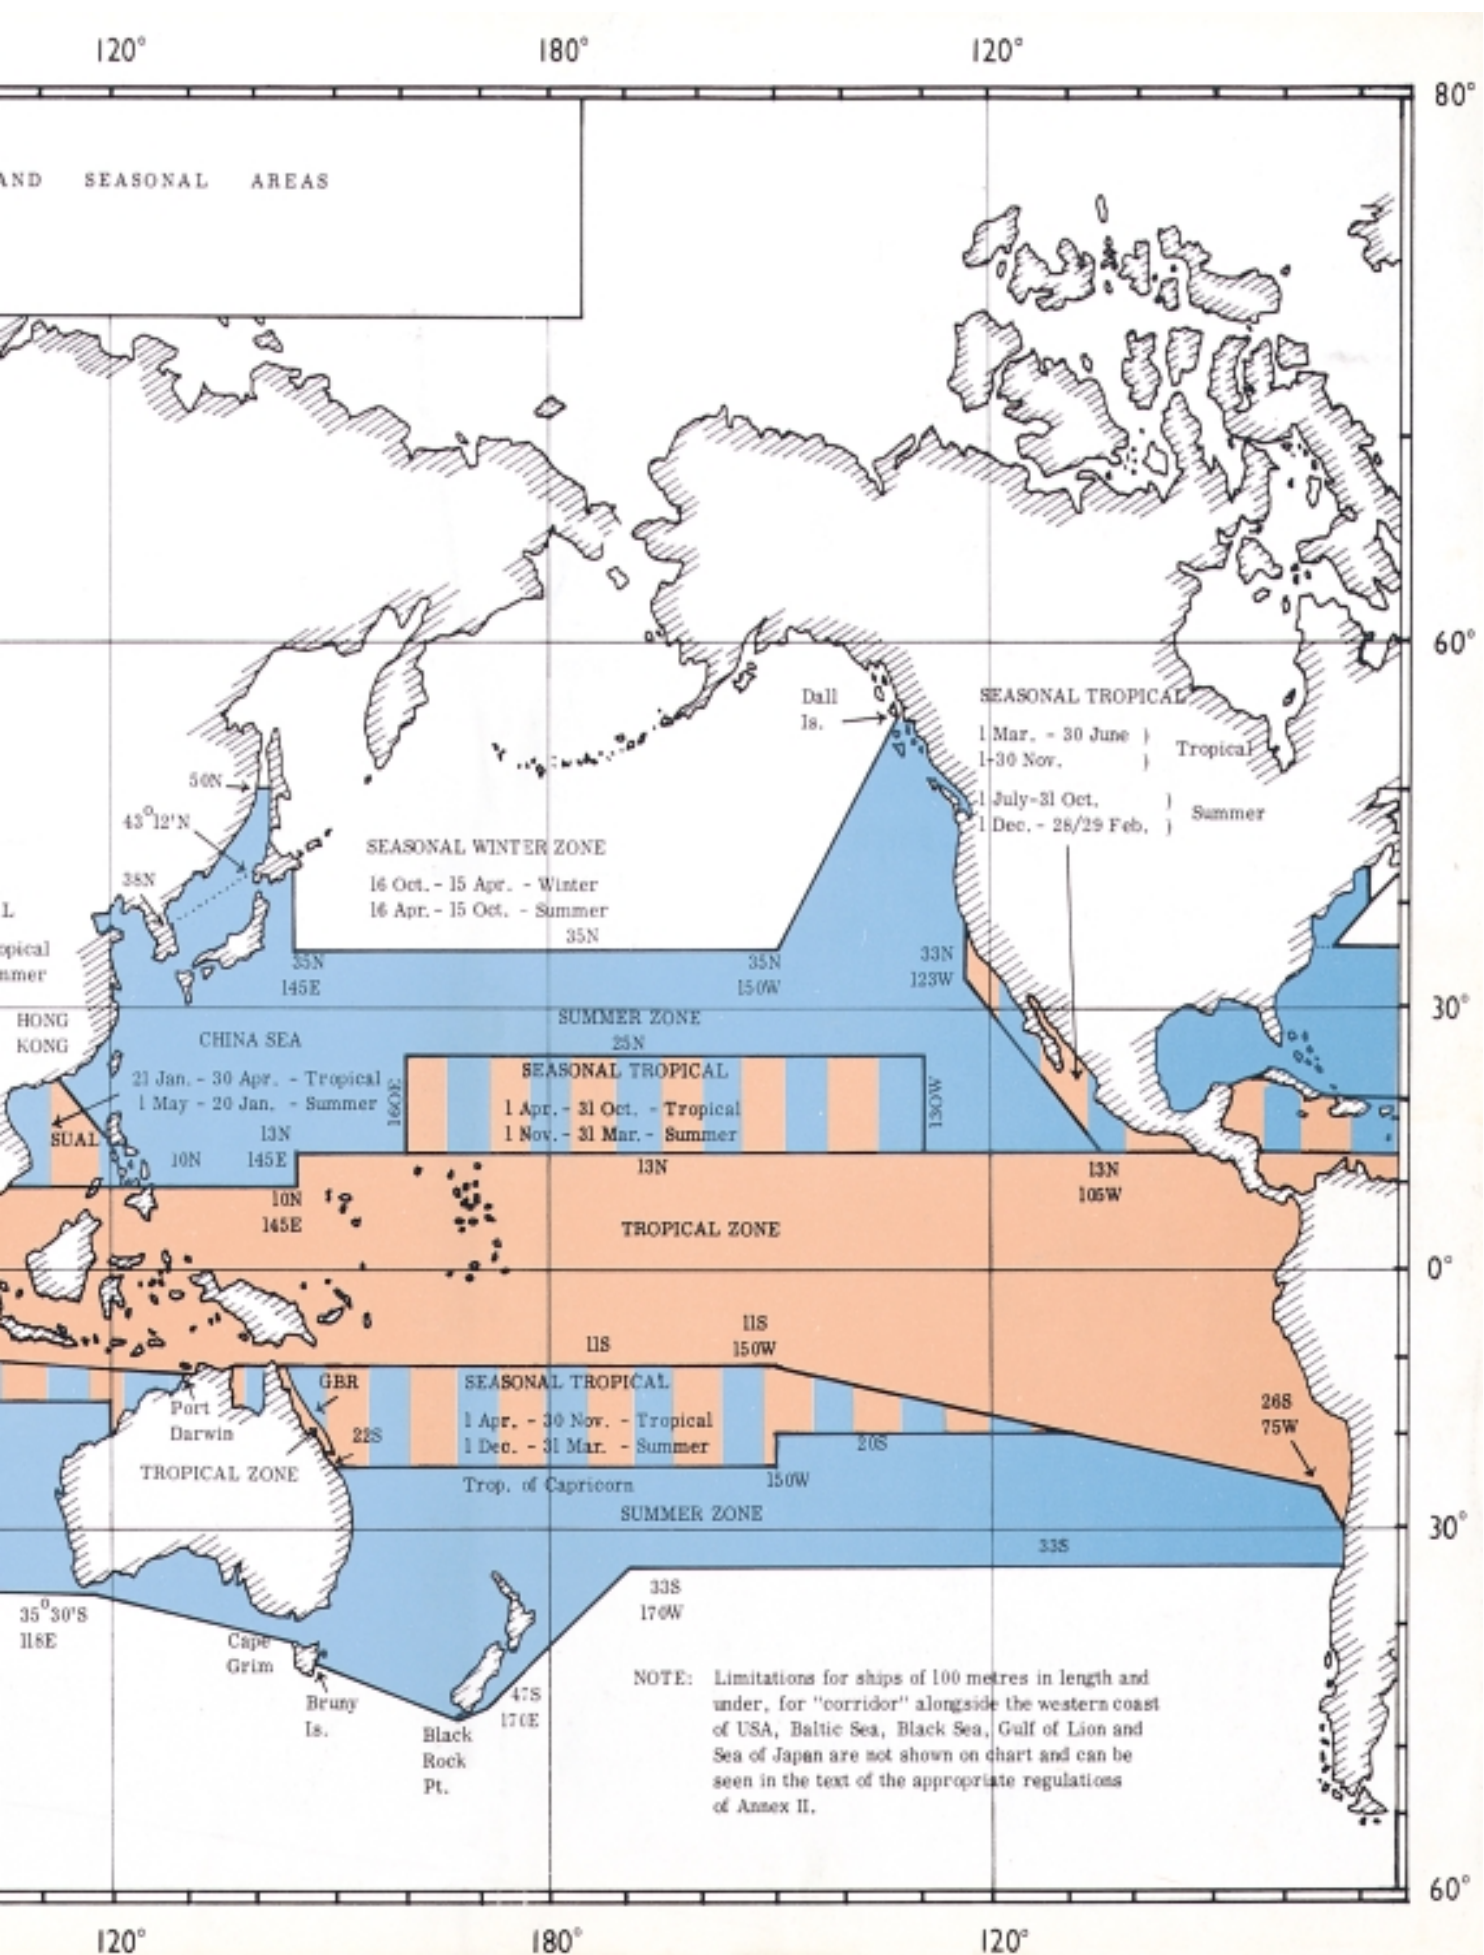 120° 180° 120°
80°
AND SEASONAL AREAS
60°
Dall
Is.
SEASONAL TROPICAL
1 Mar. - 30 June )
1-30 Nov. )
Tropical
1 July-31 Oct. )
1 Dec. - 28/29 Feb. )
Summer
50N
43°12'N
38N
SEASONAL WINTER ZONE
16 Oct. - 15 Apr. - Winter
16 Apr. - 15 Oct. - Summer
35N
L
opical
mmer
35N
145E
35N
150W
33N
123W
30°
HONG
KONG
CHINA SEA
SUMMER ZONE
25N
21 Jan. - 30 Apr. - Tropical
1 May - 20 Jan. - Summer
160E
SEASONAL TROPICAL
1 Apr. - 31 Oct. - Tropical
1 Nov. - 31 Mar. - Summer
130W
SUAL
10N
13N
145E
13N
13N
105W
10N
145E
TROPICAL ZONE
0°
11S
11S
150W
GBR
SEASONAL TROPICAL
1 Apr. - 30 Nov. - Tropical
1 Dec. - 31 Mar. - Summer
Port
Darwin
22S
20S
26S
75W
TROPICAL ZONE
Trop. of Capricorn
150W
SUMMER ZONE
30°
33S
35°30'S
118E
33S
170W
Cape
Grim
Bruny
Is.
47S
170E
Black
Rock
Pt.
NOTE: Limitations for ships of 100 metres in length and
under, for "corridor" alongside the western coast
of USA, Baltic Sea, Black Sea, Gulf of Lion and
Sea of Japan are not shown on chart and can be
seen in the text of the appropriate regulations
of Annex II.
60°
120° 180° 120°